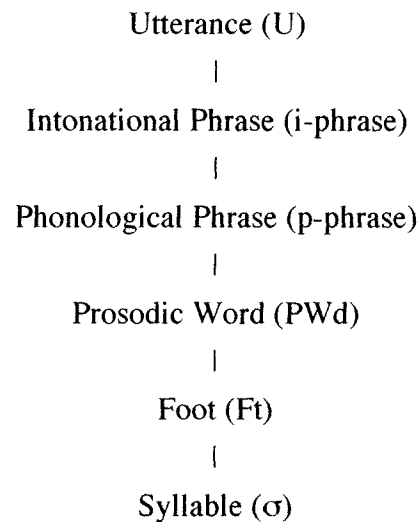 Utterance (U)
Intonational Phrase (i-phrase)
Phonological Phrase (p-phrase)
Prosodic Word (PWd)
Foot (Ft)
Syllable (σ)